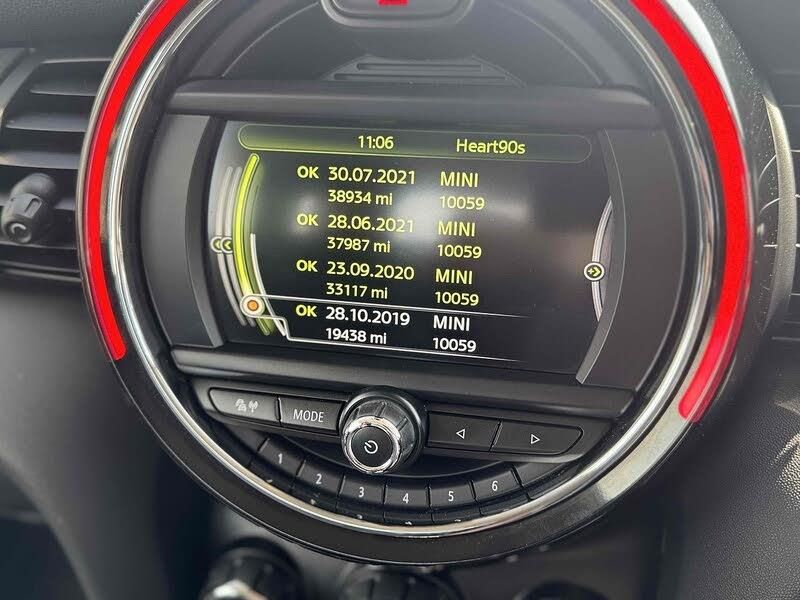 11:06 Heart90s
OK 30.07.2021 MINI
38934 mi 10059
OK 28.06.2021 MINI
37987 mi 10059
OK 23.09.2020 MINI
33117 mi 10059
OK 28.10.2019 MINI
19438 mi 10059
MODE
1 2 3 4 5 6